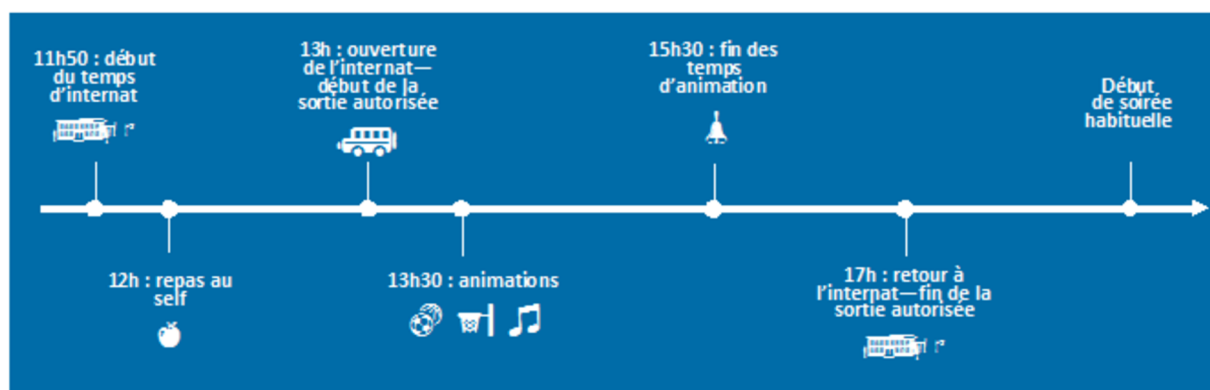 11h50 : début
du temps
d'internat
13h : ouverture
de l'internat—
début de la
sortie autorisée
15h30 : fin des
temps
d'animation
Début
de soirée
habituelle
12h : repas au
self
13h30 : animations
17h : retour à
l'internat—fin de la
sortie autorisée